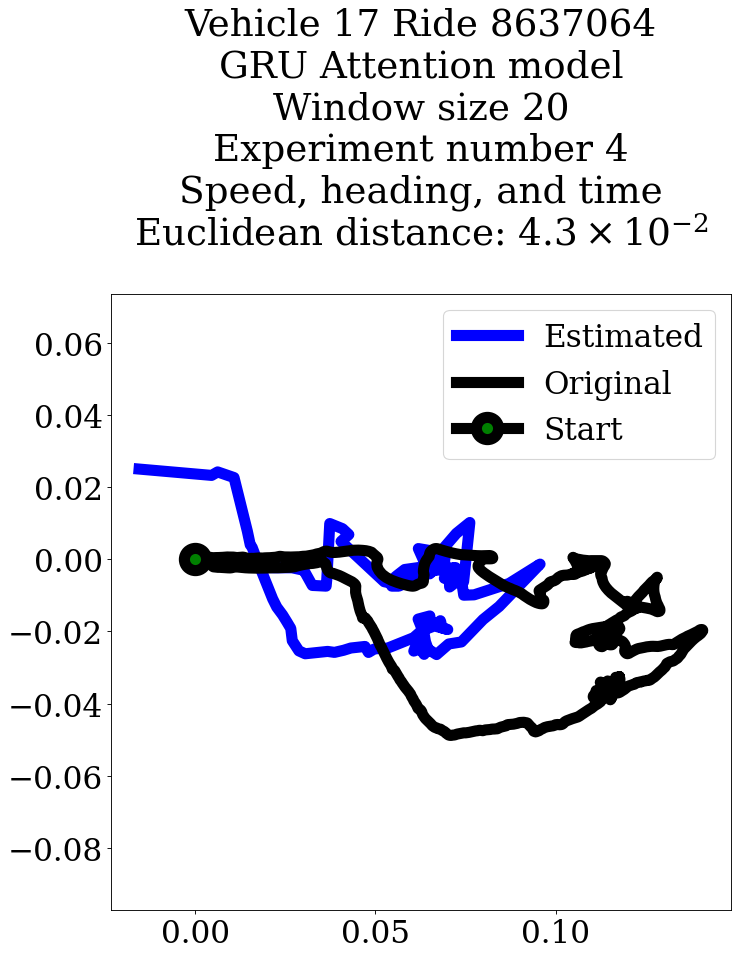 Vehicle 17 Ride 8637064
GRU Attention model
Window size 20
Experiment number 4
Speed, heading, and time
Euclidean distance: 4.3 × 10⁻²
Estimated
Original
Start
0.06
0.04
0.02
0.00
−0.02
−0.04
−0.06
−0.08
0.00 0.05 0.10